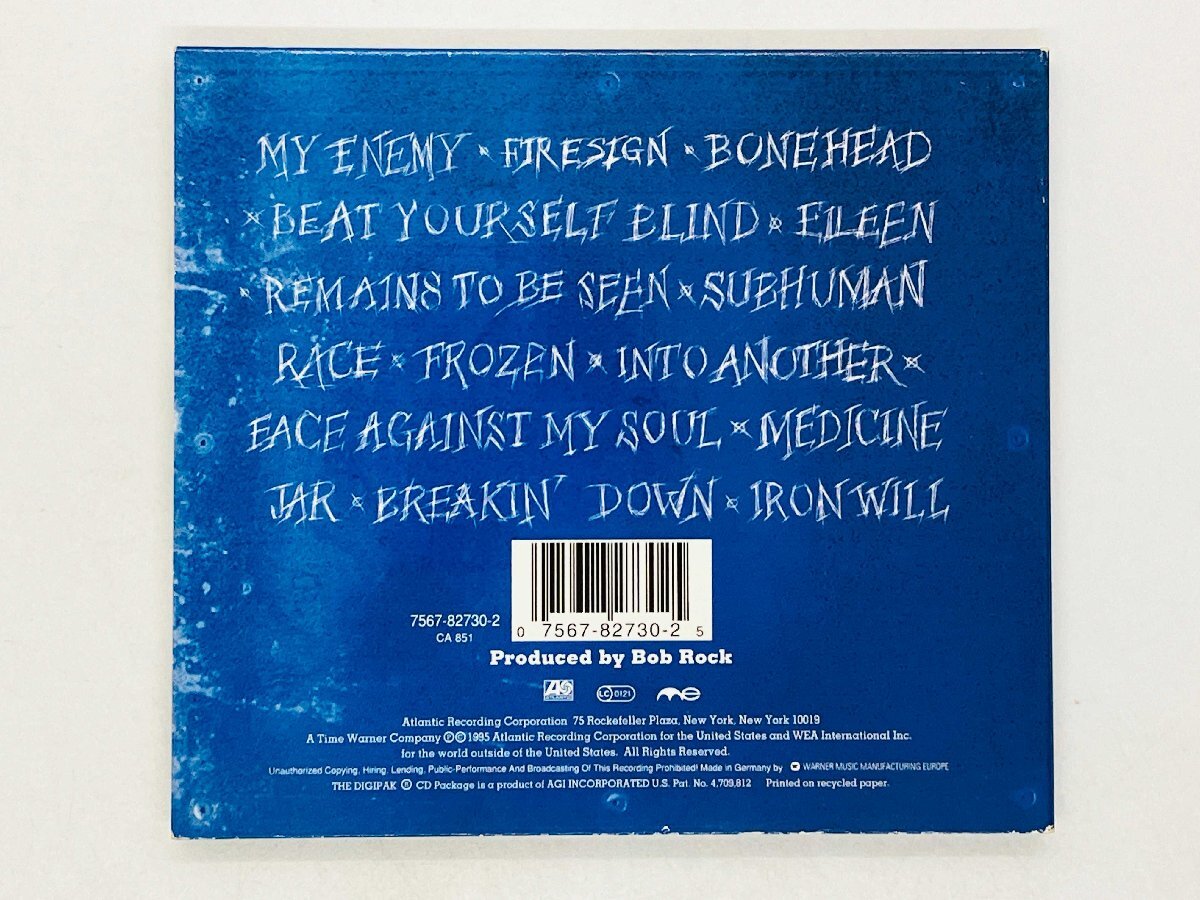 MY ENEMY × FIRESIGN × BONEHEAD
× BEAT YOURSELF BLIND × EILEEN
× REMAINS TO BE SEEN × SUBHUMAN
RACE × FROZEN × INTO ANOTHER ×
FACE AGAINST MY SOUL × MEDICINE
JAR × BREAKIN' DOWN × IRON WILL
7567-82730-2
CA 851
0 7567-82730-2 5
Produced by Bob Rock
ATLANTIC
LC 0121
Atlantic Recording Corporation 75 Rockefeller Plaza, New York, New York 10019
A Time Warner Company ℗©1995 Atlantic Recording Corporation for the United States and WEA International Inc.
for the world outside of the United States. All Rights Reserved.
Unauthorized Copying, Hiring, Lending, Public-Performance And Broadcasting Of This Recording Prohibited! Made in Germany by WARNER MUSIC MANUFACTURING EUROPE
THE DIGIPAK ® CD Package is a product of AGI INCORPORATED U.S. Pat. No. 4,709,812 Printed on recycled paper.